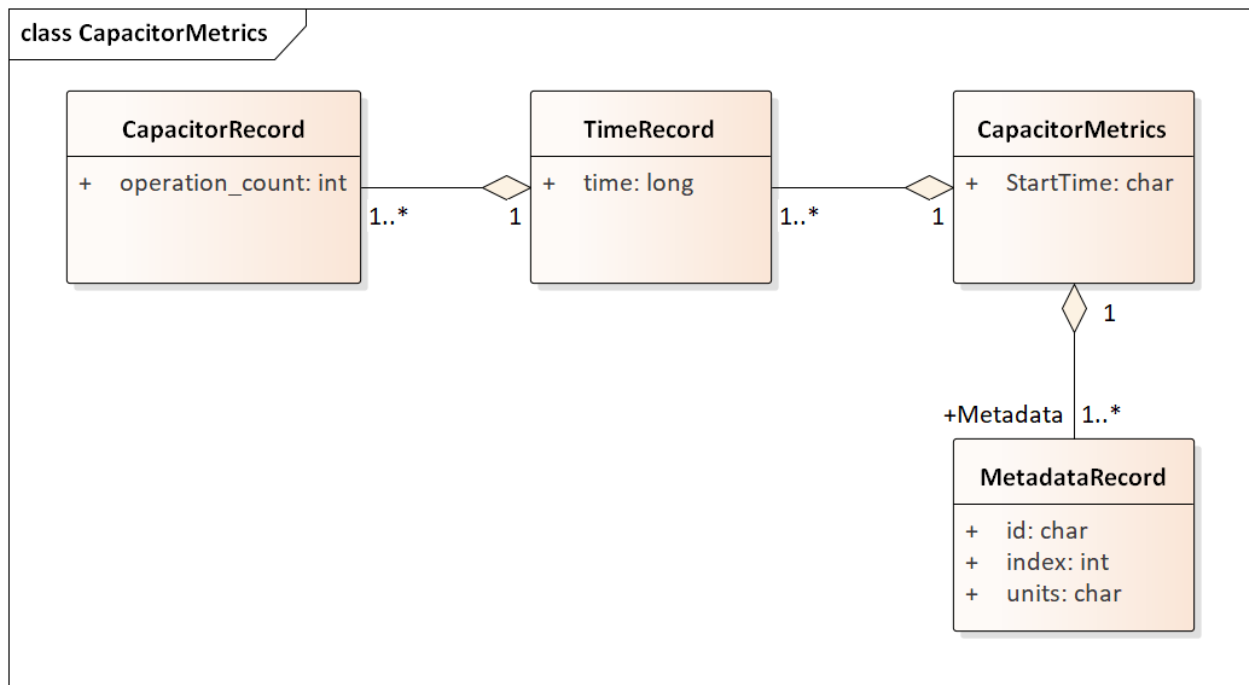 class CapacitorMetrics
CapacitorRecord
+ operation_count: int
TimeRecord
+ time: long
CapacitorMetrics
+ StartTime: char
1..*
1
1..*
1
1
+Metadata
1..*
MetadataRecord
+ id: char
+ index: int
+ units: char